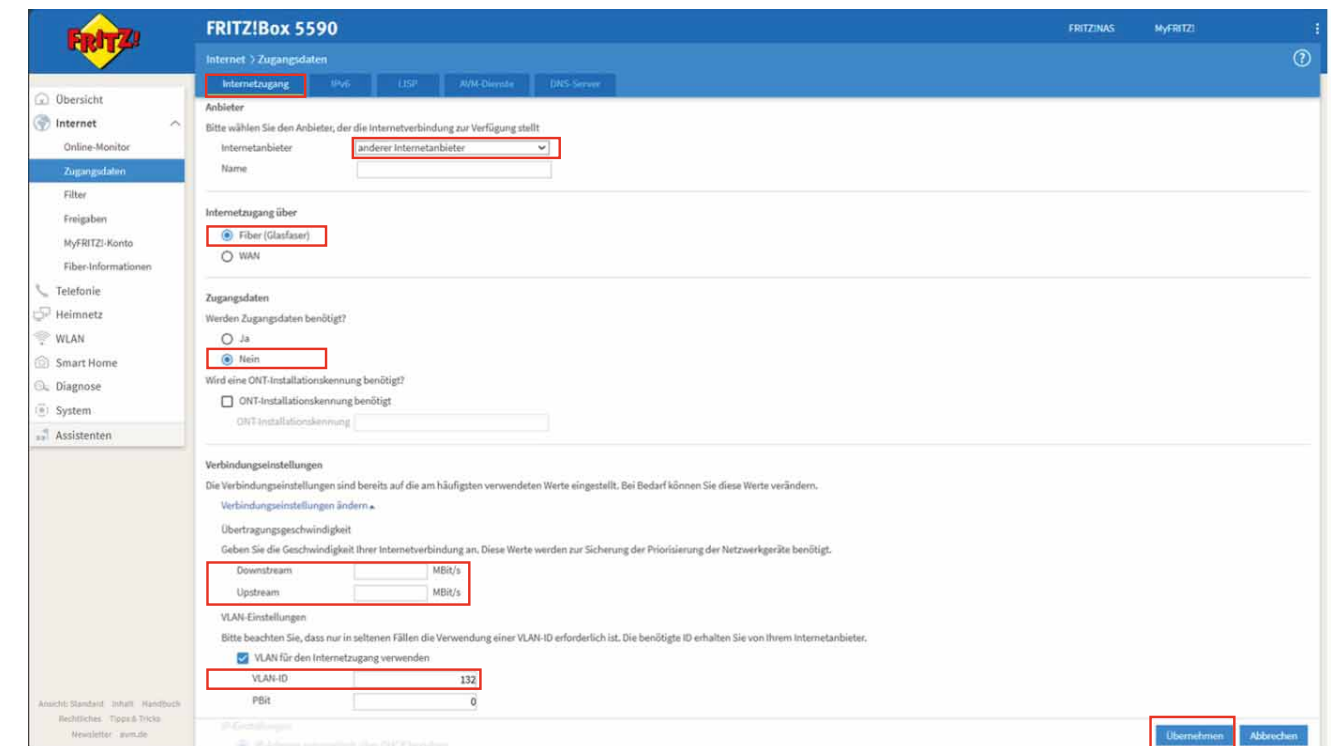 FRITZ!
FRITZ!Box 5590
FRITZ!NAS
MyFRITZ!
Internet > Zugangsdaten
Internetzugang
IPv6
LISP
AVM-Dienste
DNS-Server
Übersicht
Internet
Online-Monitor
Zugangsdaten
Filter
Freigaben
MyFRITZ!-Konto
Fiber-Informationen
Telefonie
Heimnetz
WLAN
Smart Home
Diagnose
System
Assistenten
Ansicht: Standard Inhalt Handbuch
Rechtliches Tipps & Tricks
Newsletter avm.de
Anbieter
Bitte wählen Sie den Anbieter, der die Internetverbindung zur Verfügung stellt
Internetanbieter anderer Internetanbieter
Name
Internetzugang über
Fiber (Glasfaser)
WAN
Zugangsdaten
Werden Zugangsdaten benötigt?
Ja
Nein
Wird eine ONT-Installationskennung benötigt?
ONT-Installationskennung benötigt
ONT-Installationskennung
Verbindungseinstellungen
Die Verbindungseinstellungen sind bereits auf die am häufigsten verwendeten Werte eingestellt. Bei Bedarf können Sie diese Werte verändern.
Verbindungseinstellungen ändern
Übertragungsgeschwindigkeit
Geben Sie die Geschwindigkeit Ihrer Internetverbindung an. Diese Werte werden zur Sicherung der Priorisierung der Netzwerkgeräte benötigt.
Downstream MBit/s
Upstream MBit/s
VLAN-Einstellungen
Bitte beachten Sie, dass nur in seltenen Fällen die Verwendung einer VLAN-ID erforderlich ist. Die benötigte ID erhalten Sie von Ihrem Internetanbieter.
VLAN für den Internetzugang verwenden
VLAN-ID 132
PBit 0
IP-Einstellungen
Übernehmen
Abbrechen